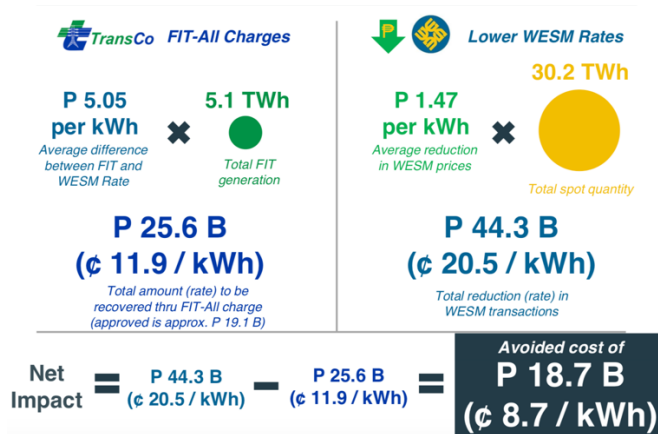 TransCo FIT-All Charges
P 5.05
per kWh
Average difference
between FIT and
WESM Rate
5.1 TWh
Total FIT
generation
P 25.6 B
(¢ 11.9 / kWh)
Total amount (rate) to be
recovered thru FIT-All charge
(approved is approx. P 19.1 B)
P
Lower WESM Rates
P 1.47
per kWh
Average reduction
in WESM prices
30.2 TWh
Total spot quantity
P 44.3 B
(¢ 20.5 / kWh)
Total reduction (rate) in
WESM transactions
Net
Impact
=
P 44.3 B
(¢ 20.5 / kWh)
−
P 25.6 B
(¢ 11.9 / kWh)
=
Avoided cost of
P 18.7 B
(¢ 8.7 / kWh)